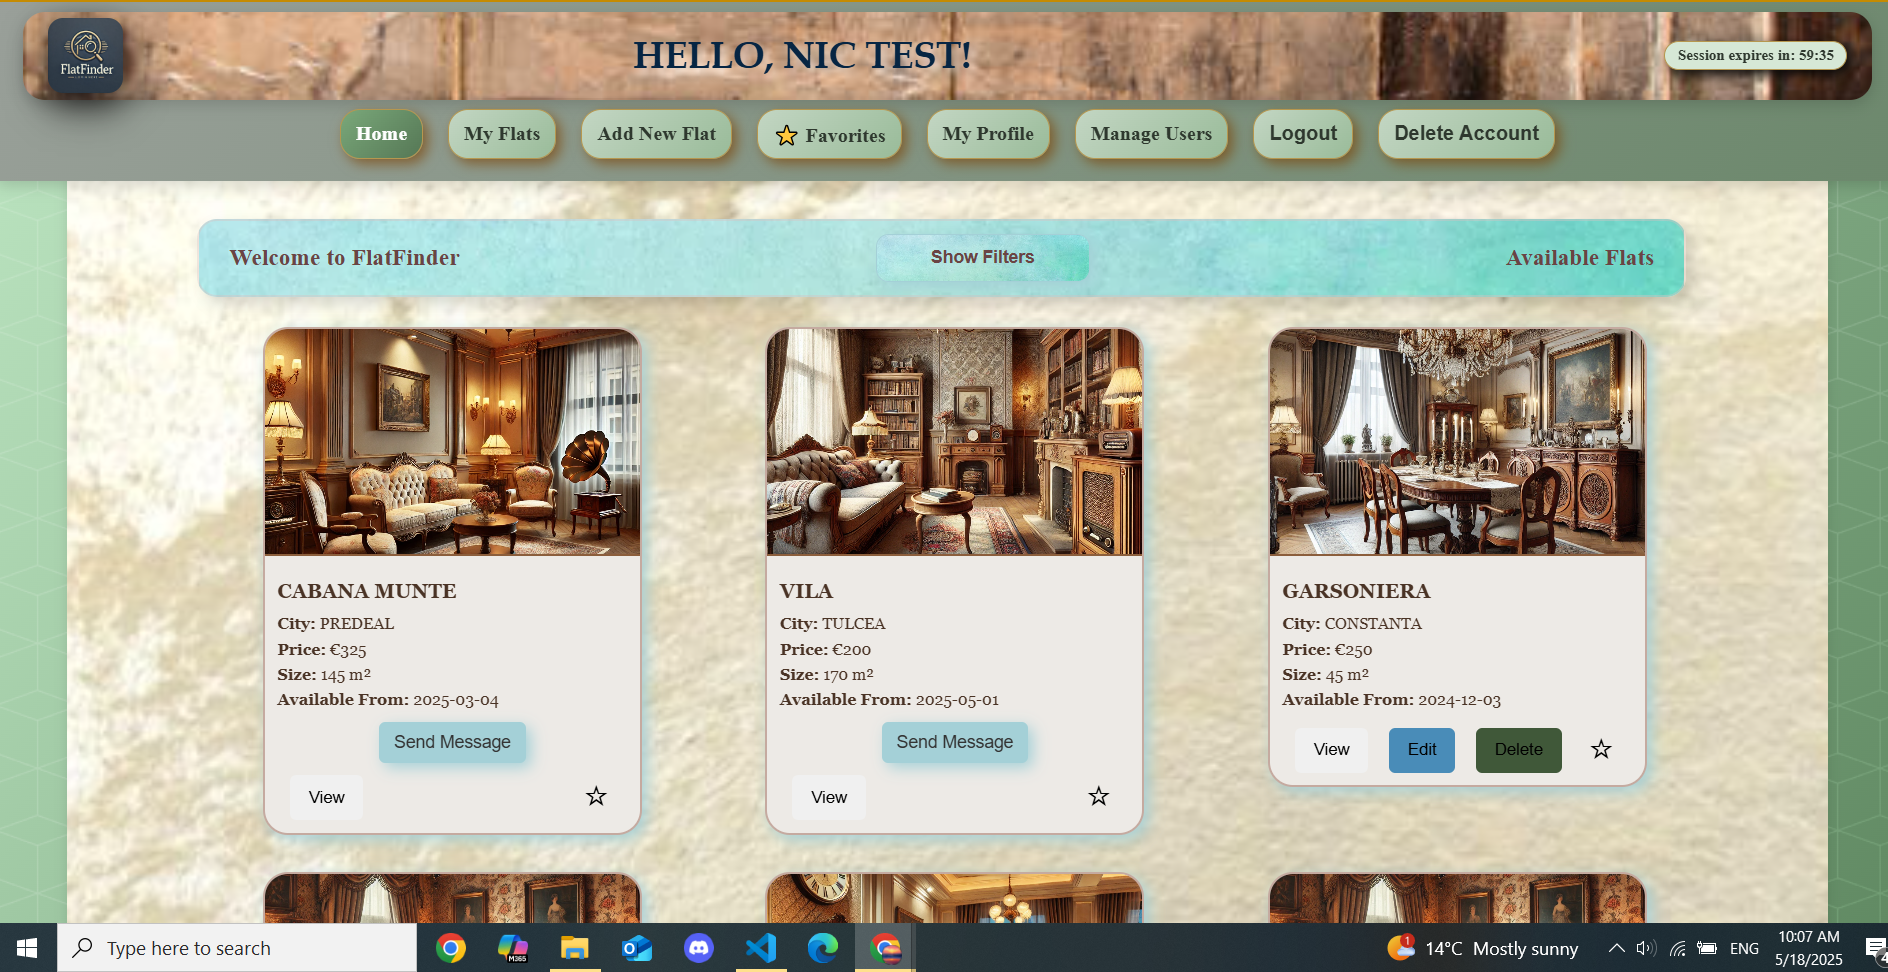 FlatFinder
HELLO, NIC TEST!
Session expires in: 59:35
Home
My Flats
Add New Flat
Favorites
My Profile
Manage Users
Logout
Delete Account
Welcome to FlatFinder
Show Filters
Available Flats
CABANA MUNTE
City: PREDEAL
Price: €325
Size: 145 m²
Available From: 2025-03-04
Send Message
View
VILA
City: TULCEA
Price: €200
Size: 170 m²
Available From: 2025-05-01
Send Message
View
GARSONIERA
City: CONSTANTA
Price: €250
Size: 45 m²
Available From: 2024-12-03
View
Edit
Delete
Type here to search
M365
1
14°C Mostly sunny
ENG
10:07 AM
5/18/2025